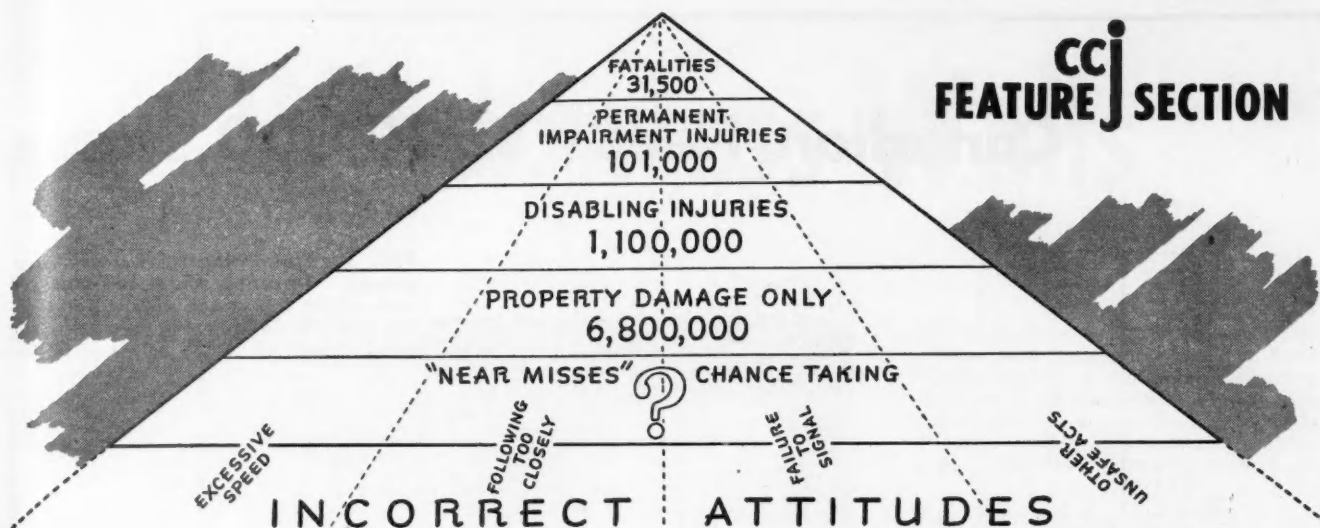 FATALITIES
31,500
CCJ
FEATURE SECTION
PERMANENT
IMPAIRMENT INJURIES
101,000
DISABLING INJURIES
1,100,000
PROPERTY DAMAGE ONLY
6,800,000
"NEAR MISSES" ? CHANCE TAKING
EXCESSIVE
SPEED
FOLLOWING
TOO
CLOSELY
FAILURE
TO
SIGNAL
OTHER
UNSAFE ACTS
INCORRECT ATTITUDES